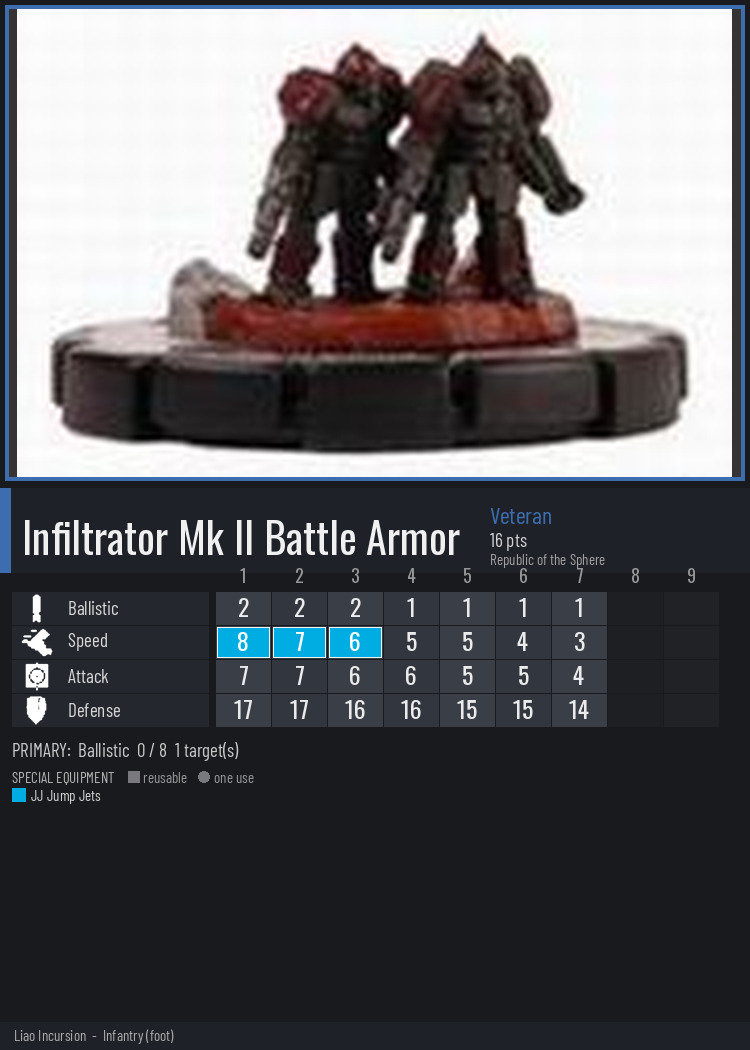 Infiltrator Mk II Battle Armor
Veteran
16 pts
Republic of the Sphere
1 2 3 4 5 6 7 8 9
Ballistic 2 2 2 1 1 1 1
Speed 8 7 6 5 5 4 3
Attack 7 7 6 6 5 5 4
Defense 17 17 16 16 15 15 14
PRIMARY: Ballistic 0 / 8 1 target(s)
SPECIAL EQUIPMENT reusable one use
JJ Jump Jets
Liao Incursion - Infantry (foot)